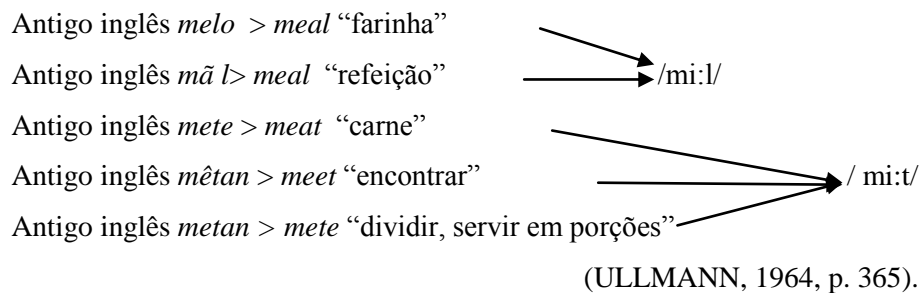 Antigo inglês melo > meal “farinha”
Antigo inglês mã l> meal “refeição” /mi:l/
Antigo inglês mete > meat “carne”
Antigo inglês mêtan > meet “encontrar” / mi:t/
Antigo inglês metan > mete “dividir, servir em porções”
(ULLMANN, 1964, p. 365).